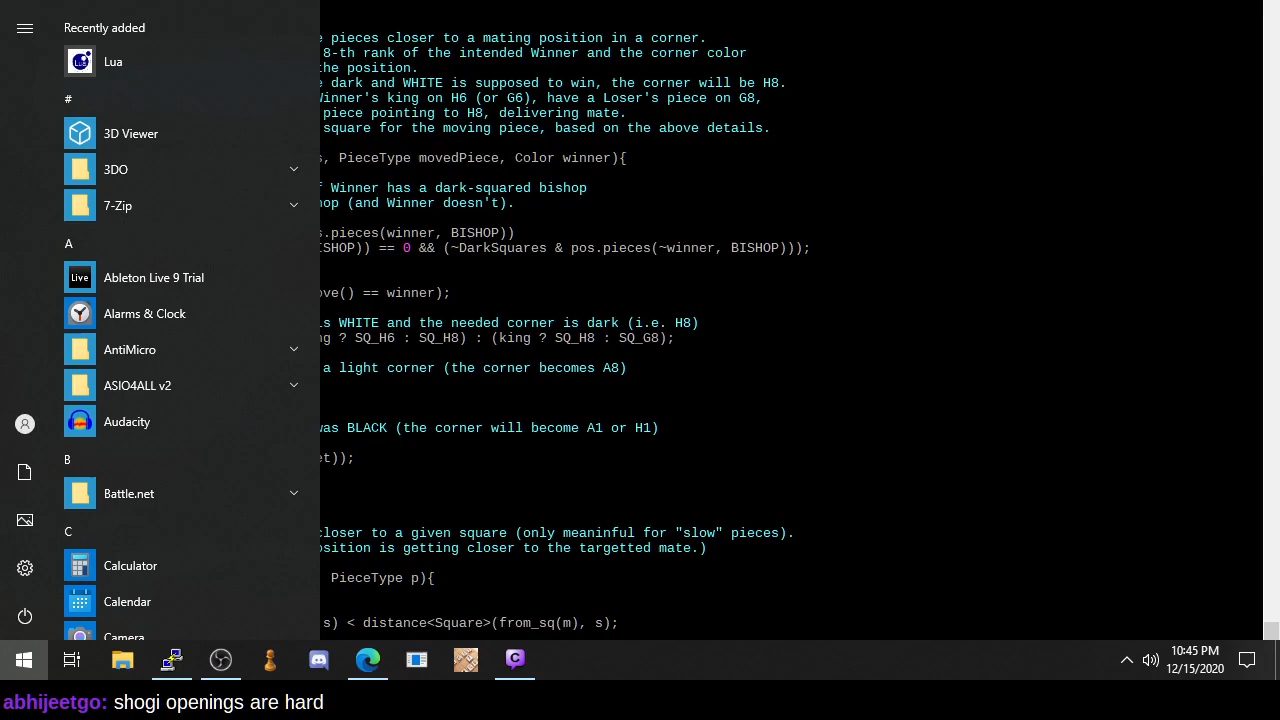 Recently added
Lua
#
3D Viewer
3DO
7-Zip
A
Ableton Live 9 Trial
Live
Alarms & Clock
AntiMicro
ASIO4ALL v2
Audacity
B
Battle.net
C
Calculator
Calendar
Camera
pieces closer to a mating position in a corner.
8-th rank of the intended Winner and the corner color
the position.
dark and WHITE is supposed to win, the corner will be H8.
Winner's king on H6 (or G6), have a Loser's piece on G8,
piece pointing to H8, delivering mate.
square for the moving piece, based on the above details.
, PieceType movedPiece, Color winner){
Winner has a dark-squared bishop
(and Winner doesn't).
.pieces(winner, BISHOP))
)) == 0 && (~DarkSquares & pos.pieces(~winner, BISHOP)));
() == winner);
is WHITE and the needed corner is dark (i.e. H8)
? SQ_H6 : SQ_H8) : (king ? SQ_H8 : SQ_G8);
a light corner (the corner becomes A8)
was BLACK (the corner will become A1 or H1)
));
closer to a given square (only meaninful for "slow" pieces).
is getting closer to the targetted mate.)
PieceType p){
s) < distance<Square>(from_sq(m), s);
10:45 PM
12/15/2020
abhijeetgo: shogi openings are hard